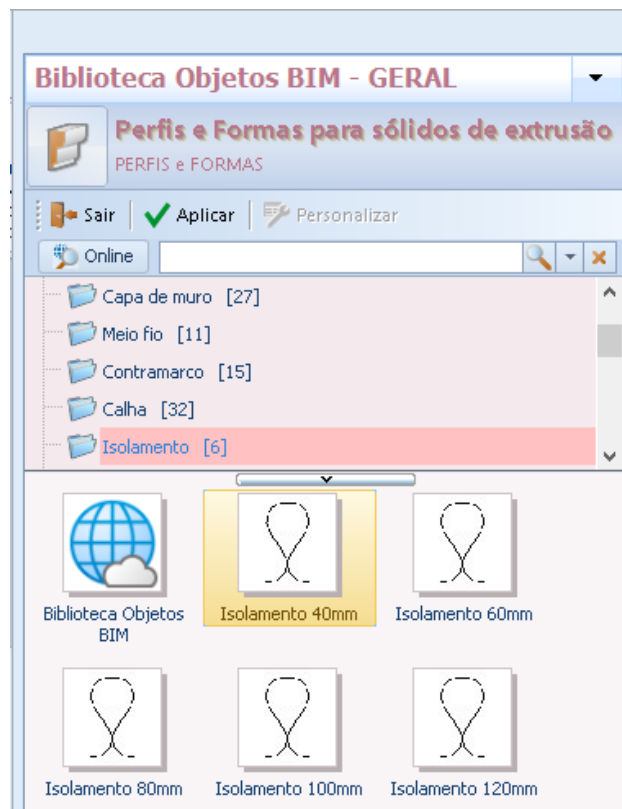 Biblioteca Objetos BIM - GERAL
Perfis e Formas para sólidos de extrusão
PERFIS e FORMAS
Sair Aplicar Personalizar
Online
Capa de muro [27]
Meio fio [11]
Contramarco [15]
Calha [32]
Isolamento [6]
Biblioteca Objetos
BIM
Isolamento 40mm
Isolamento 60mm
Isolamento 80mm
Isolamento 100mm
Isolamento 120mm